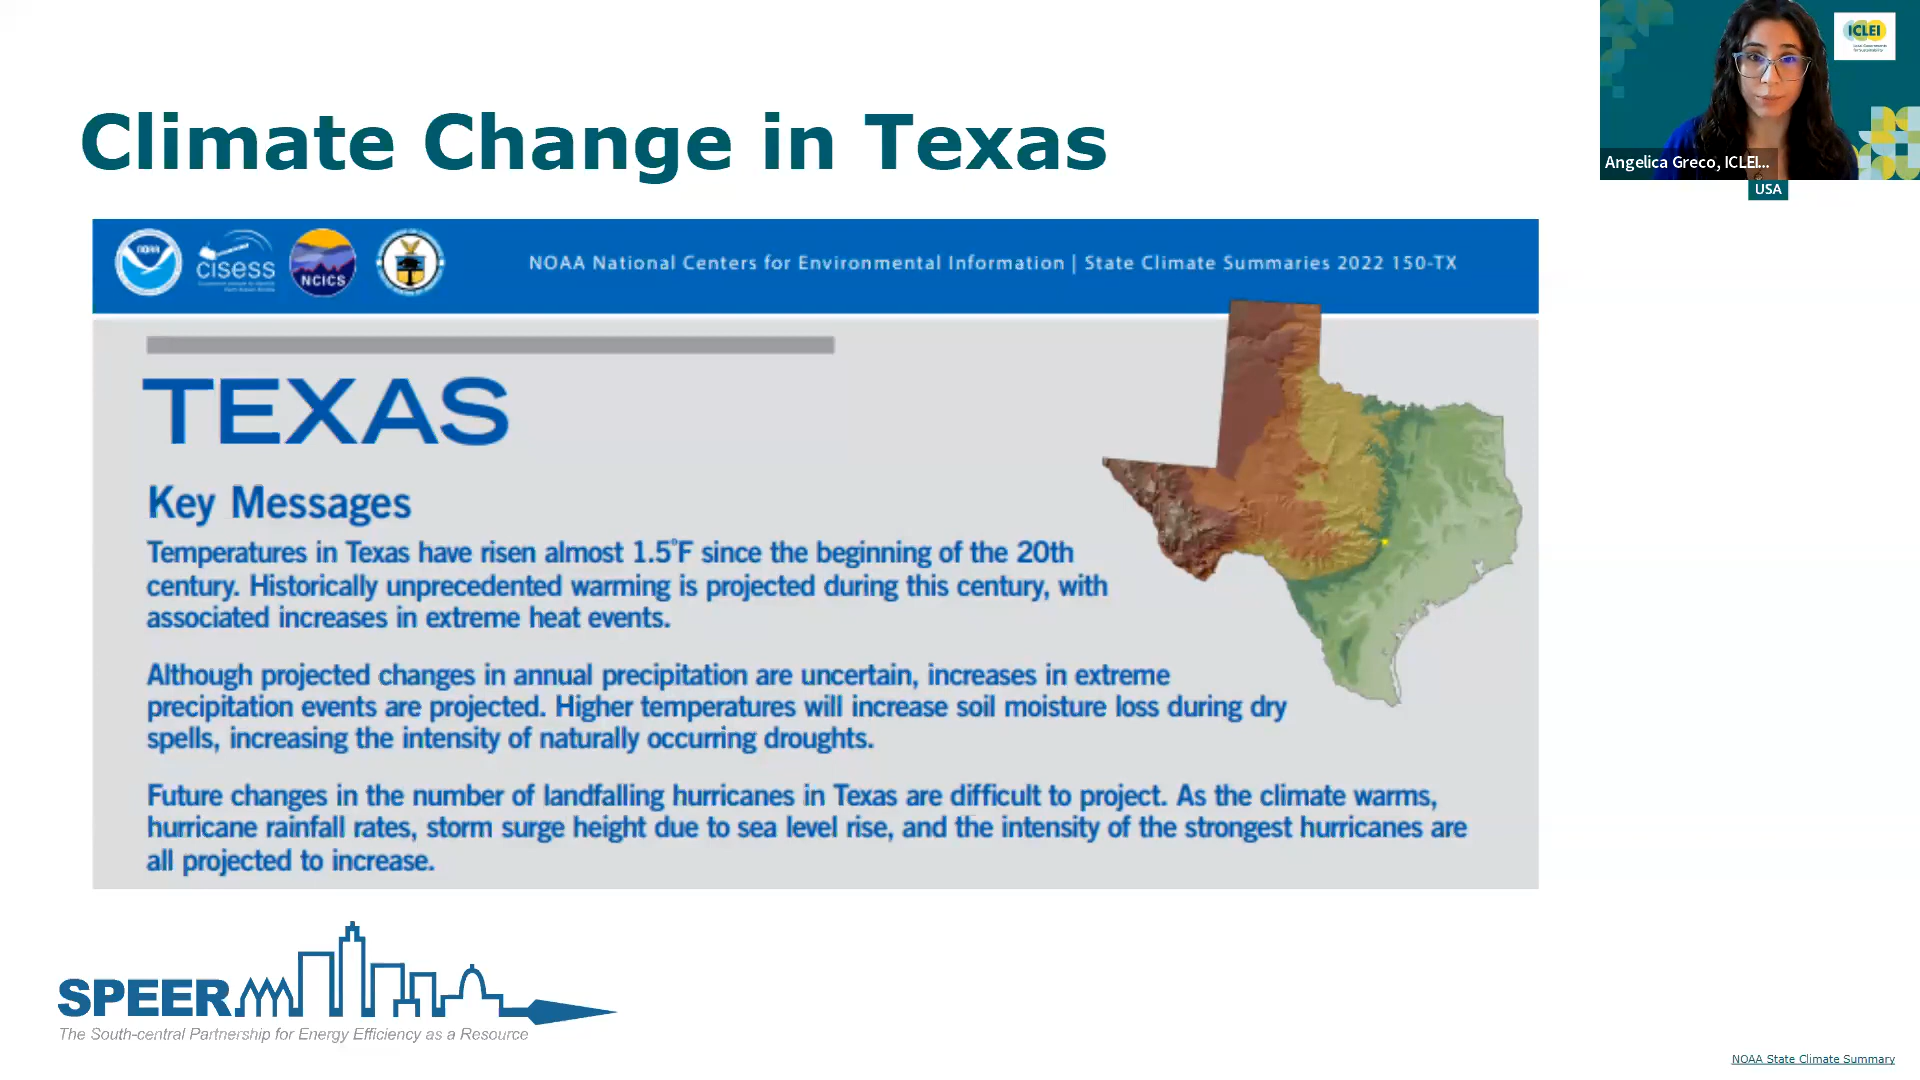 Climate Change in Texas
ICLEI
Angelica Greco, ICLEI...
USA
NOAA
CISESS
NCICS
NOAA National Centers for Environmental Information | State Climate Summaries 2022 150-TX
TEXAS
Key Messages
Temperatures in Texas have risen almost 1.5°F since the beginning of the 20th
century. Historically unprecedented warming is projected during this century, with
associated increases in extreme heat events.
Although projected changes in annual precipitation are uncertain, increases in extreme
precipitation events are projected. Higher temperatures will increase soil moisture loss during dry
spells, increasing the intensity of naturally occurring droughts.
Future changes in the number of landfalling hurricanes in Texas are difficult to project. As the climate warms,
hurricane rainfall rates, storm surge height due to sea level rise, and the intensity of the strongest hurricanes are
all projected to increase.
SPEER
The South-central Partnership for Energy Efficiency as a Resource
NOAA State Climate Summary